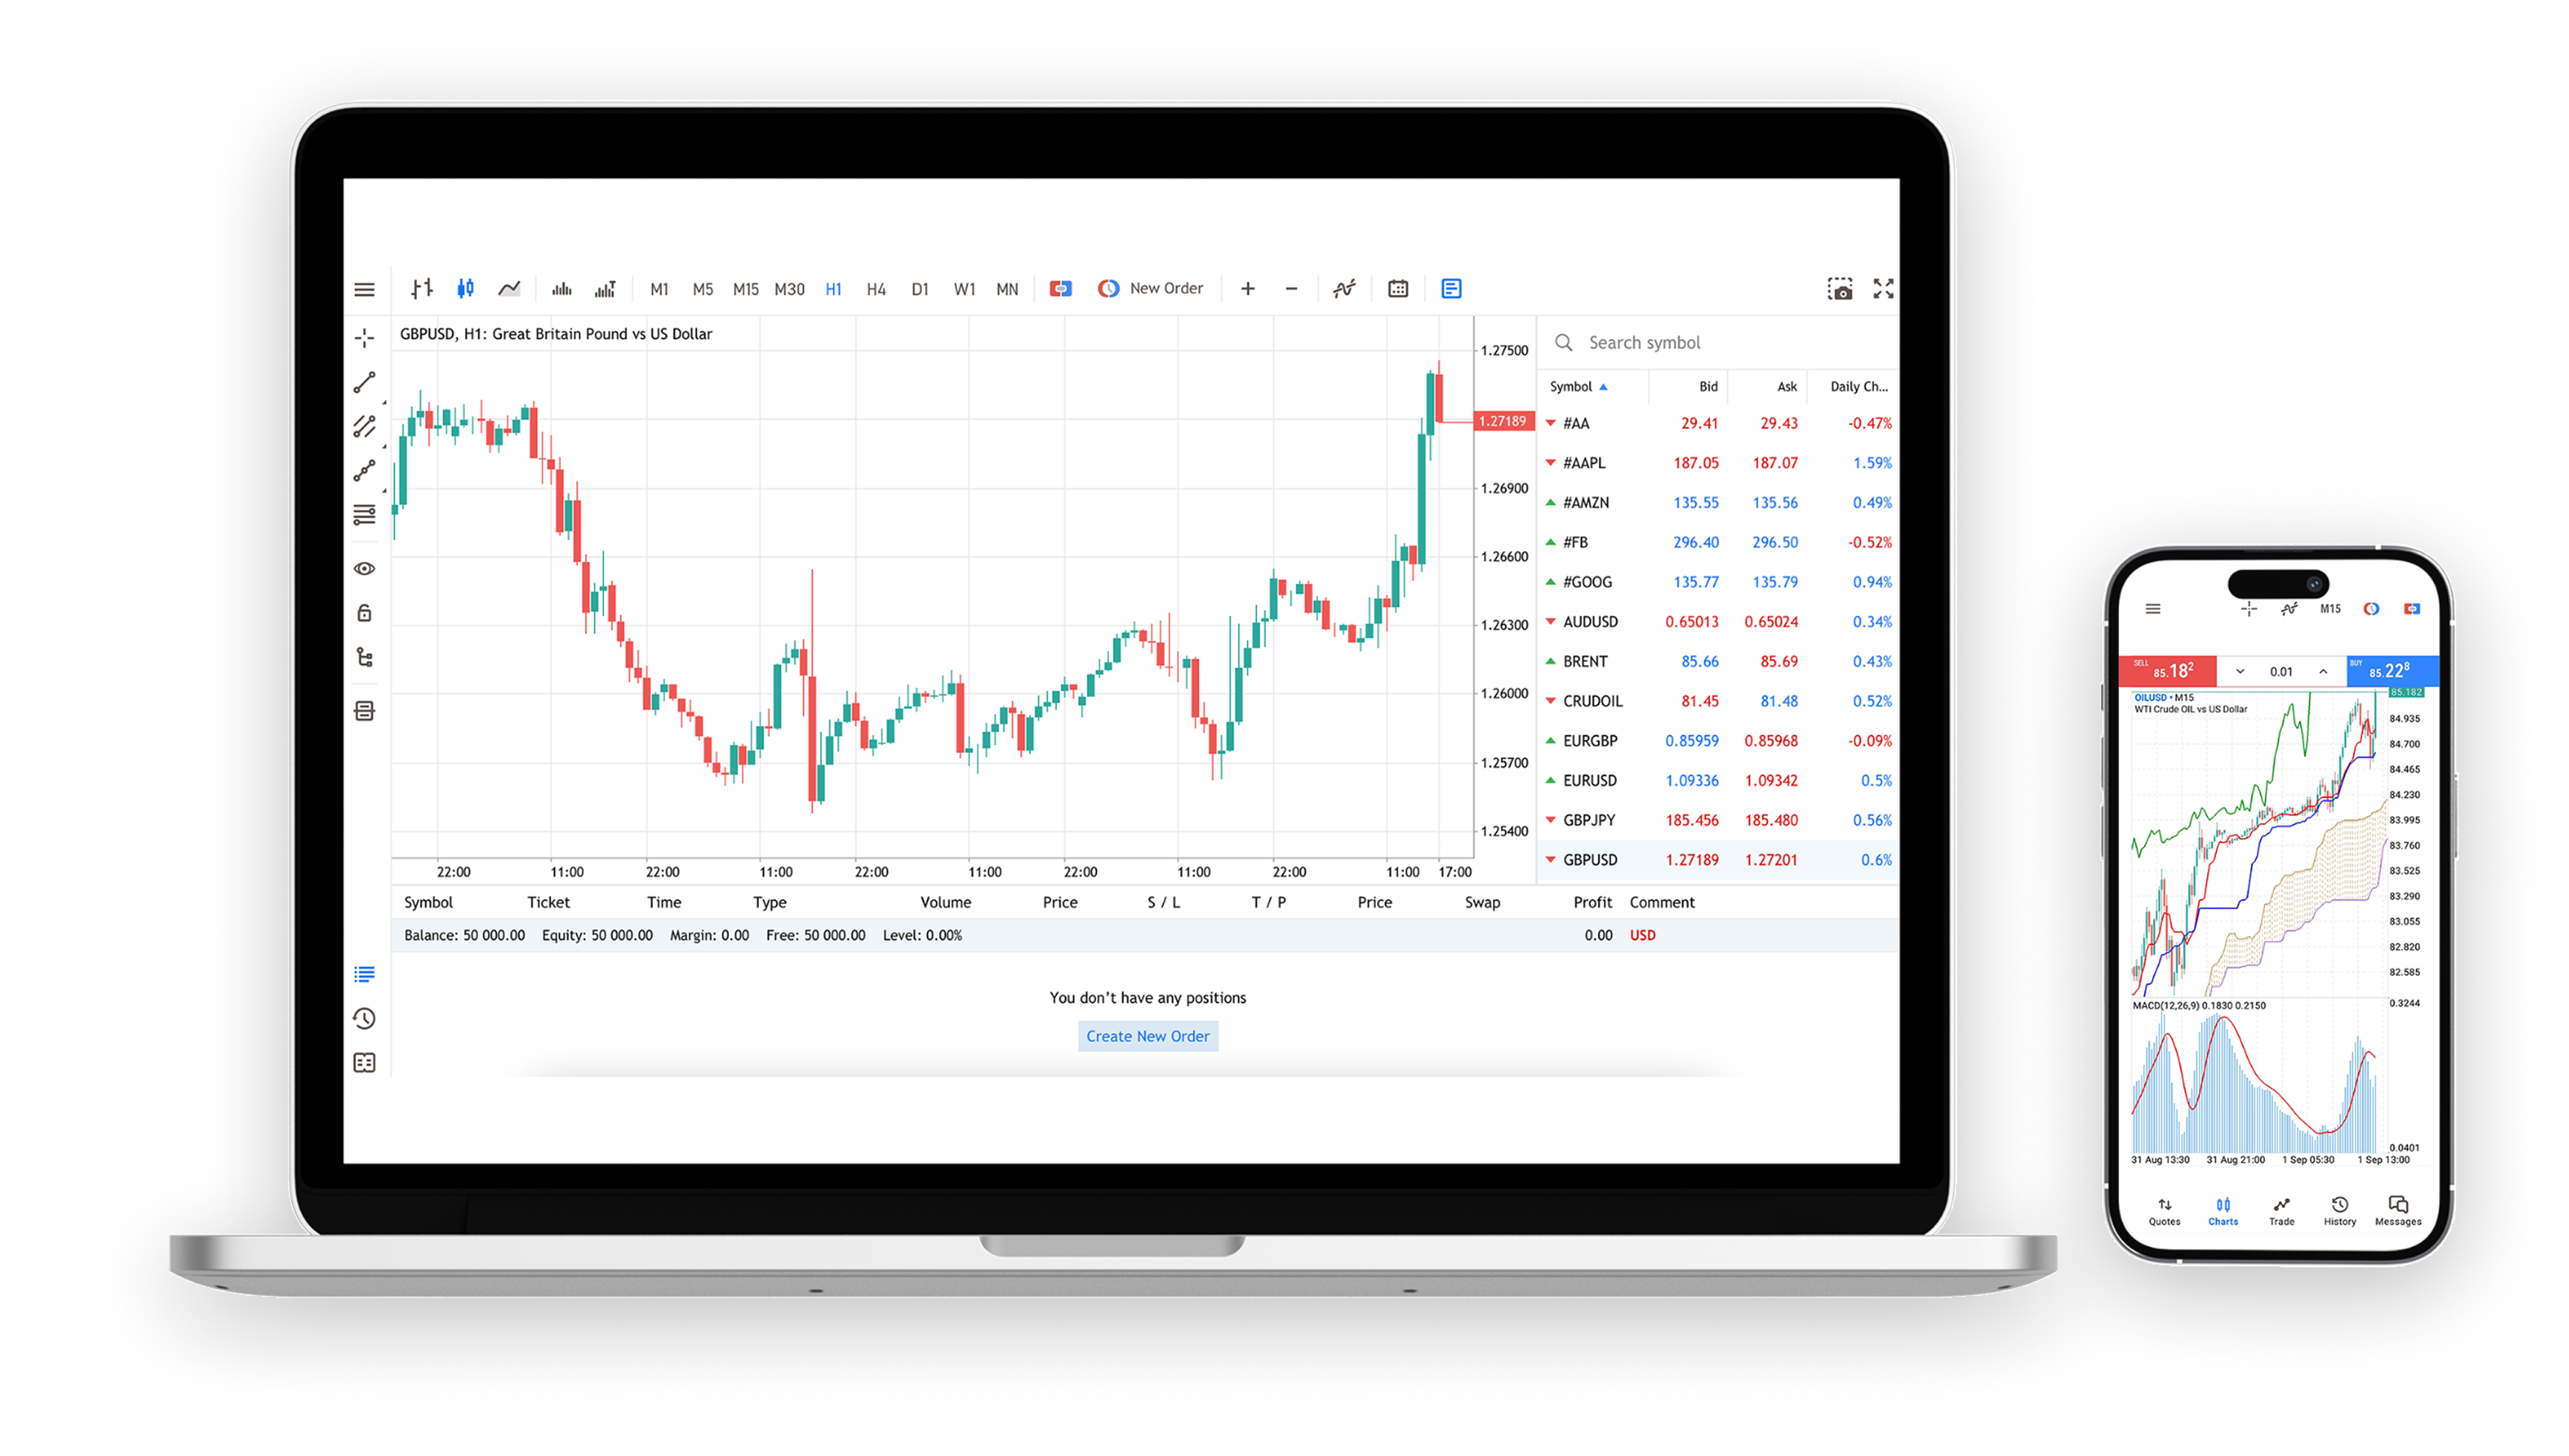 M1 M5 M15 M30 H1 H4 D1 W1 MN New Order
GBPUSD, H1: Great Britain Pound vs US Dollar
1.27500
1.27189
1.26900
1.26600
1.26300
1.26000
1.25700
1.25400
22:00 11:00 22:00 11:00 22:00 11:00 22:00 11:00 22:00 11:00 17:00
Search symbol
Symbol Bid Ask Daily Ch...
#AA 29.41 29.43 -0.47%
#AAPL 187.05 187.07 1.59%
#AMZN 135.55 135.56 0.49%
#FB 296.40 296.50 -0.52%
#GOOG 135.77 135.79 0.94%
AUDUSD 0.65013 0.65024 0.34%
BRENT 85.66 85.69 0.43%
CRUDOIL 81.45 81.48 0.52%
EURGBP 0.85959 0.85968 -0.09%
EURUSD 1.09336 1.09342 0.5%
GBPJPY 185.456 185.480 0.56%
GBPUSD 1.27189 1.27201 0.6%
Symbol Ticket Time Type Volume Price S / L T / P Price Swap Profit Comment
Balance: 50 000.00 Equity: 50 000.00 Margin: 0.00 Free: 50 000.00 Level: 0.00% 0.00 USD
You don't have any positions
Create New Order
M15
SELL 85.18² 0.01 BUY 85.22⁸
85.182
OILUSD • M15
WTI Crude OIL vs US Dollar
84.935
84.700
84.465
84.230
83.995
83.760
83.525
83.290
83.055
82.820
82.585
MACD(12,26,9) 0.1830 0.2150
0.3244
0.0401
31 Aug 13:30 31 Aug 21:00 1 Sep 05:30 1 Sep 13:00
Quotes Charts Trade History Messages